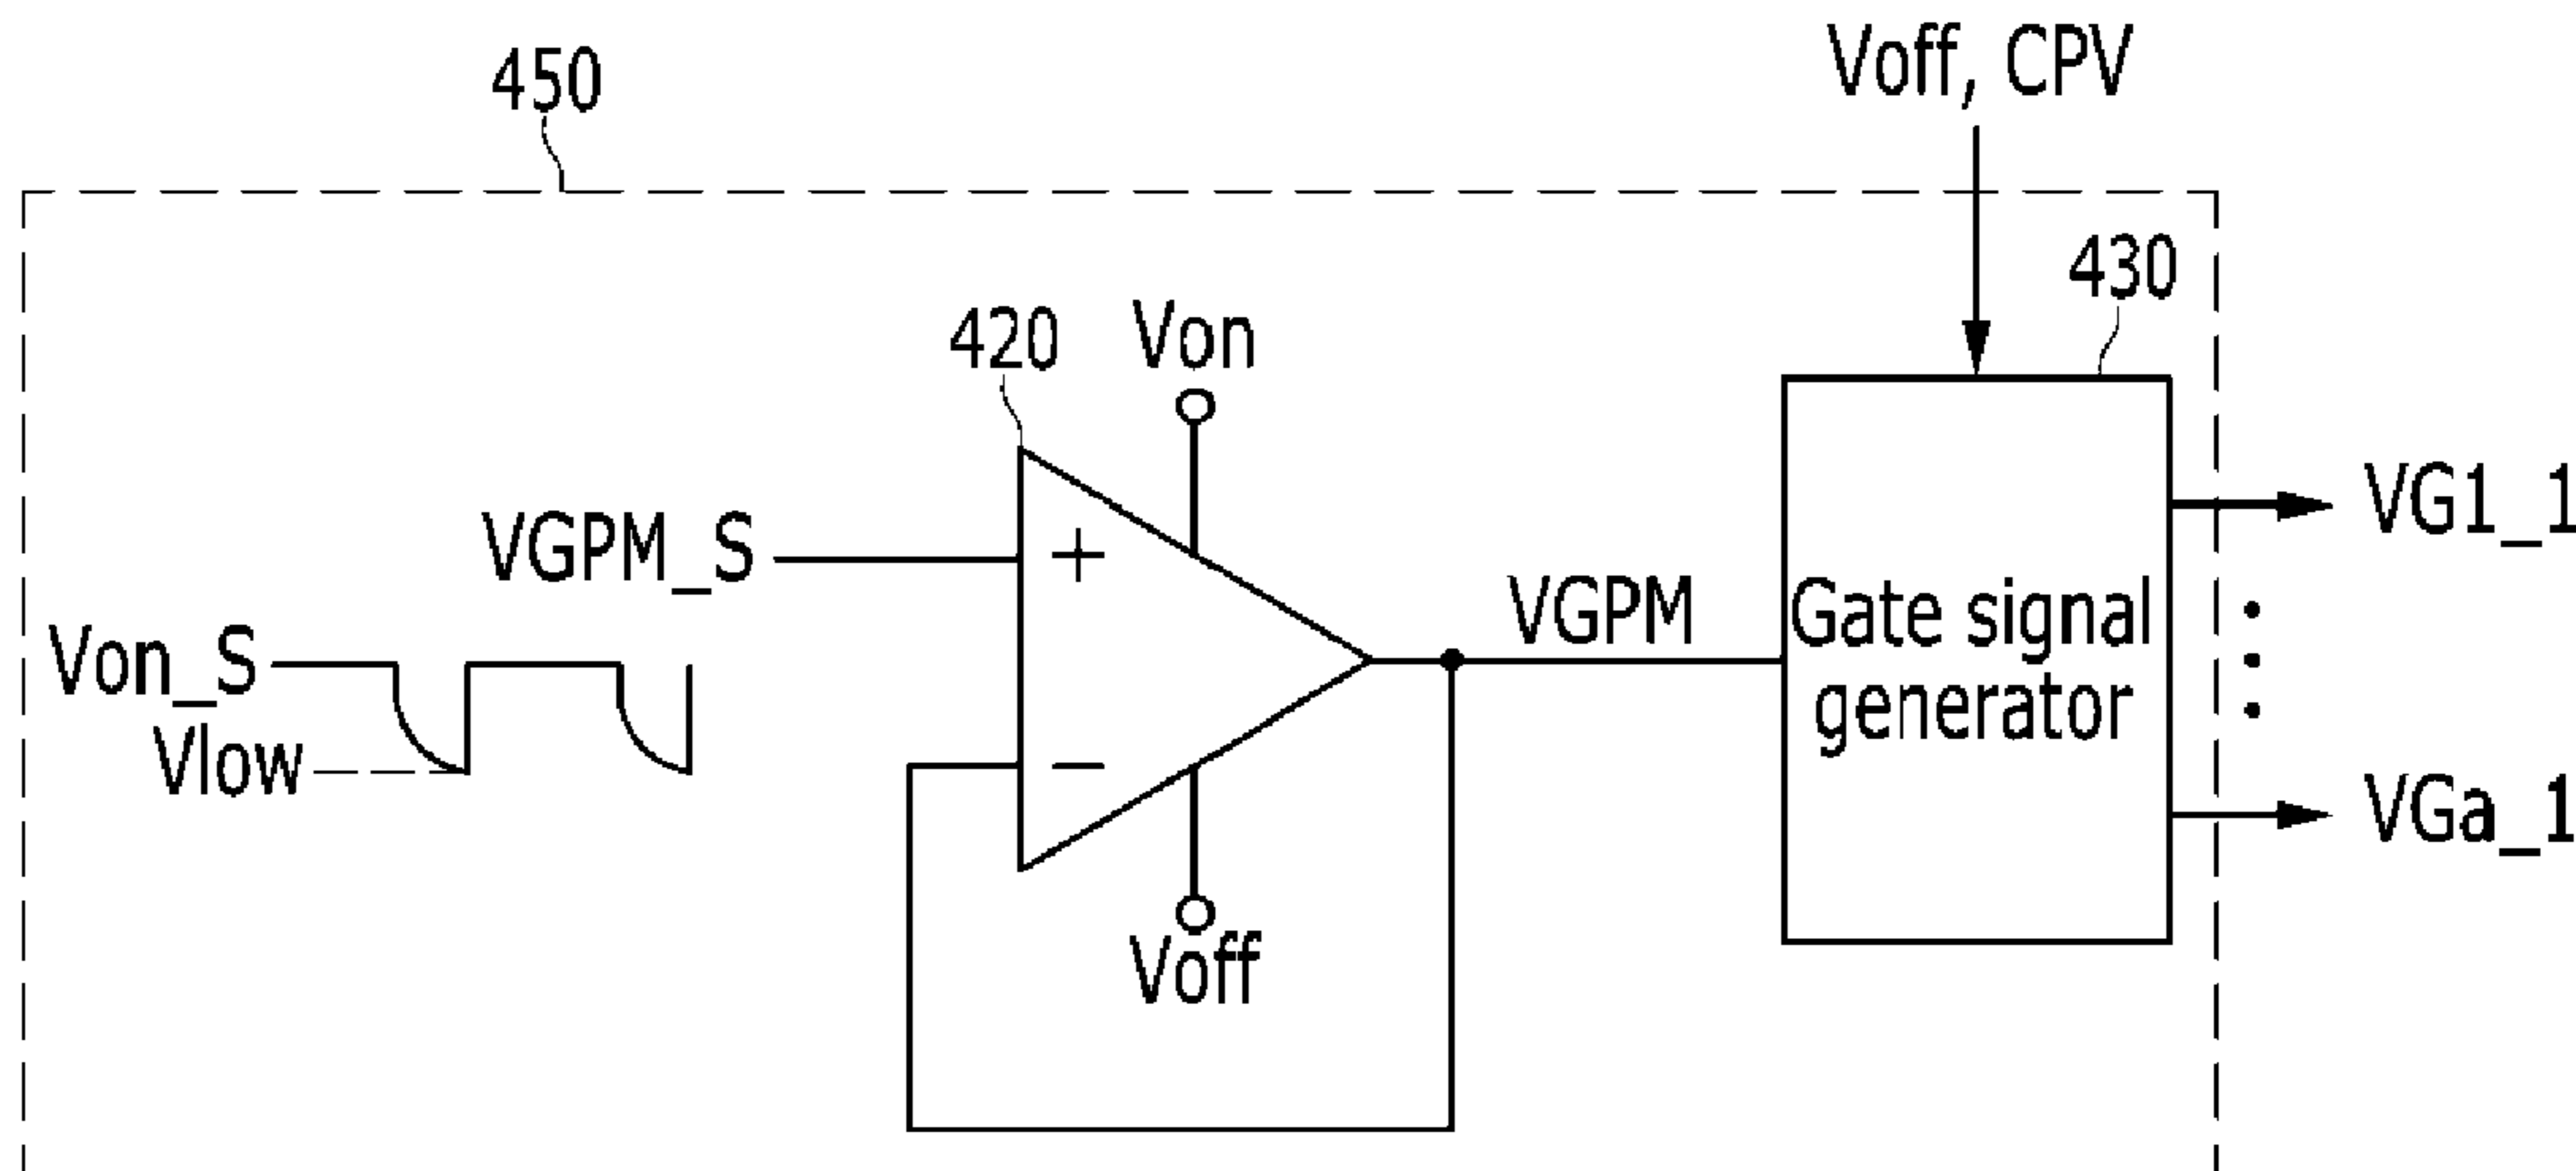 450
Voff, CPV
430
420
Von
VGPM_S
+
VGPM
Gate signal
generator
VG1_1
Von_S
Vlow
−
VGa_1
Voff